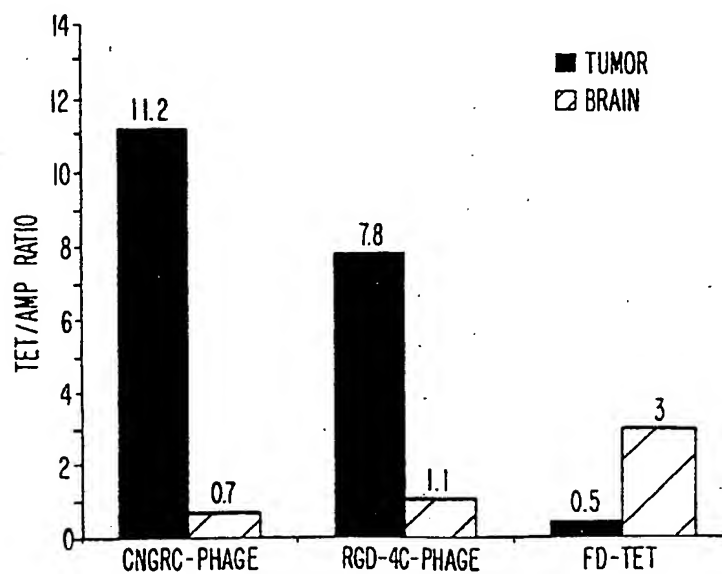 14
12
10
8
6
4
2
0
TET/AMP RATIO
TUMOR
BRAIN
11.2
0.7
7.8
1.1
0.5
3
CNGRC-PHAGE
RGD-4C-PHAGE
FD-TET